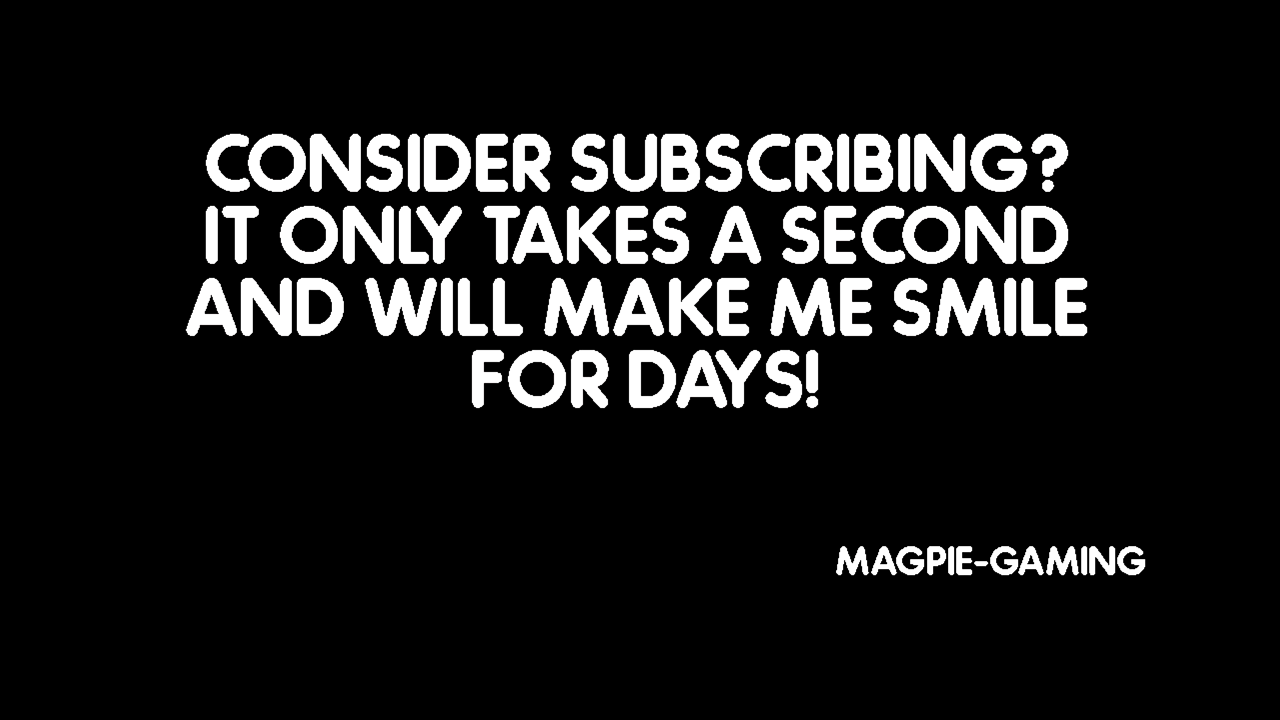 CONSIDER SUBSCRIBING?
IT ONLY TAKES A SECOND
AND WILL MAKE ME SMILE
FOR DAYS!
MAGPIE-GAMING